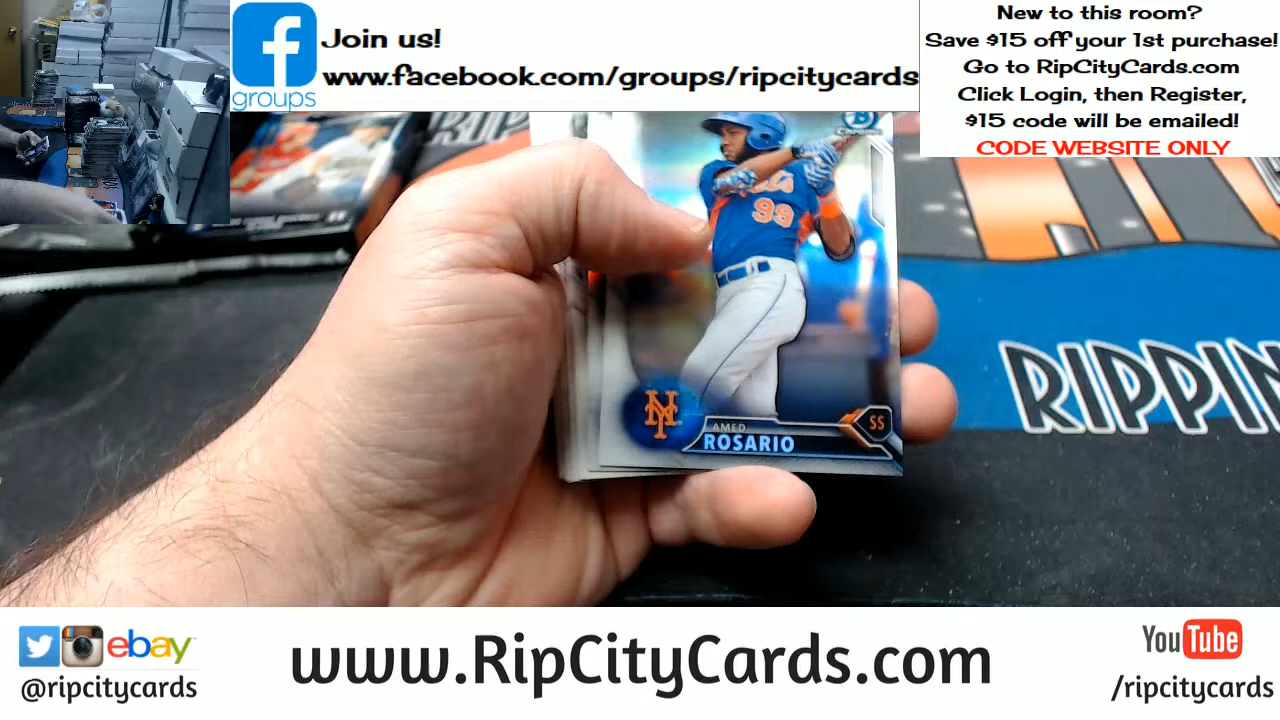 f
groups
Join us!
www.facebook.com/groups/ripcitycards
New to this room?
Save $15 off your 1st purchase!
Go to RipCityCards.com
Click Login, then Register,
$15 code will be emailed!
CODE WEBSITE ONLY
RIP
B
99
NY
AMED
ROSARIO
SS
RIPPIN
ebay
@ripcitycards
www.RipCityCards.com
YouTube
/ripcitycards